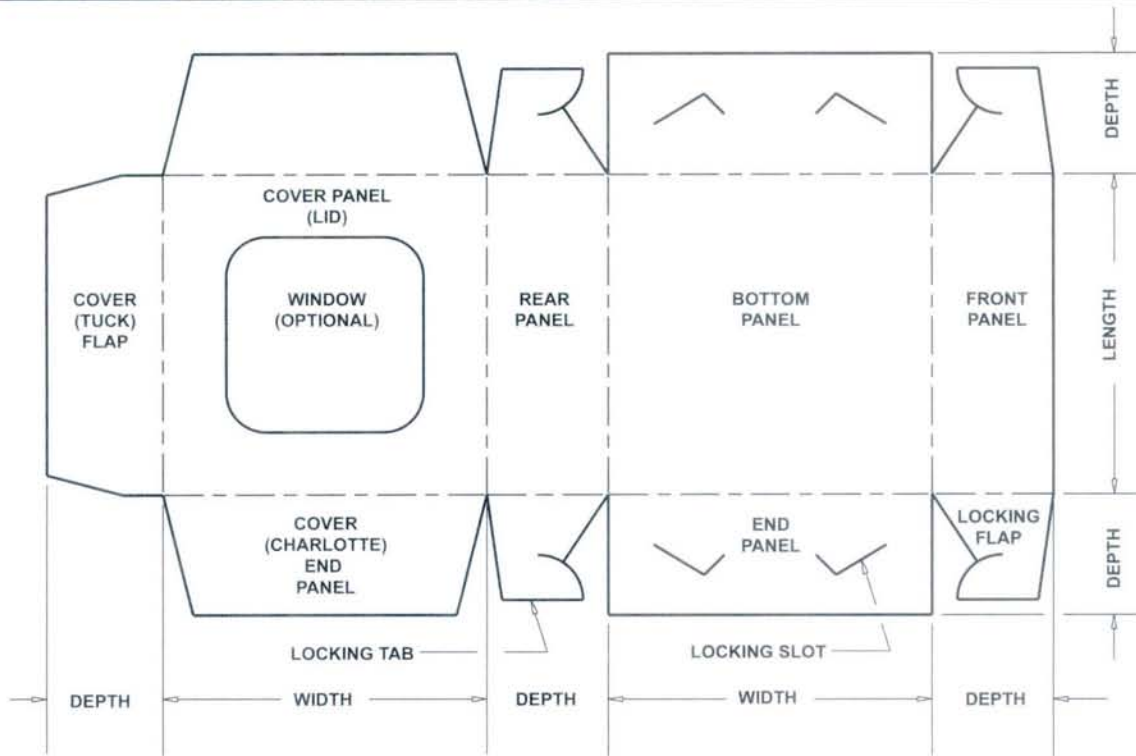 DEPTH
COVER PANEL
(LID)
COVER
(TUCK)
FLAP
WINDOW
(OPTIONAL)
REAR
PANEL
BOTTOM
PANEL
FRONT
PANEL
LENGTH
COVER
(CHARLOTTE)
END
PANEL
END
PANEL
LOCKING
FLAP
DEPTH
LOCKING TAB
LOCKING SLOT
DEPTH
WIDTH
DEPTH
WIDTH
DEPTH